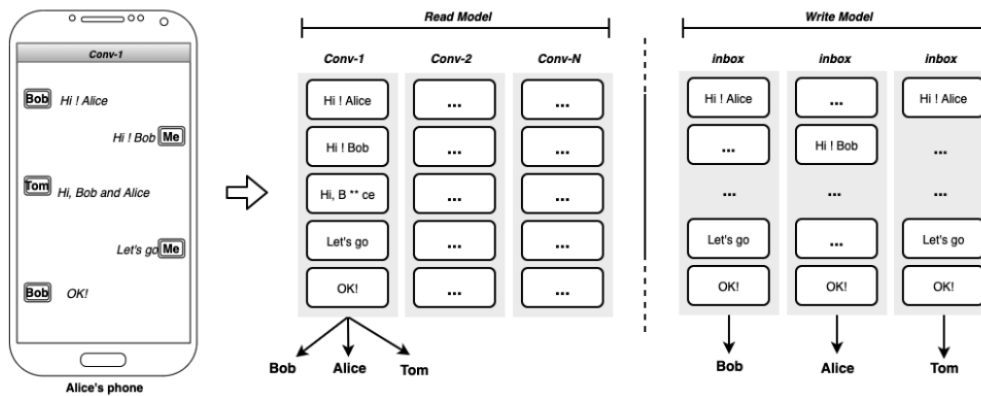 Conv-1
Bob Hi ! Alice
Hi ! Bob Me
Tom Hi, Bob and Alice
Let's go Me
Bob OK!
Alice's phone
Read Model
Conv-1 Conv-2 Conv-N
Hi ! Alice ... ...
Hi ! Bob ... ...
Hi, B ** ce ... ...
Let's go ... ...
OK! ... ...
Bob Alice Tom
Write Model
inbox inbox inbox
Hi ! Alice ... Hi ! Alice
... Hi ! Bob ...
... ... ...
Let's go ... Let's go
OK! OK! OK!
Bob Alice Tom